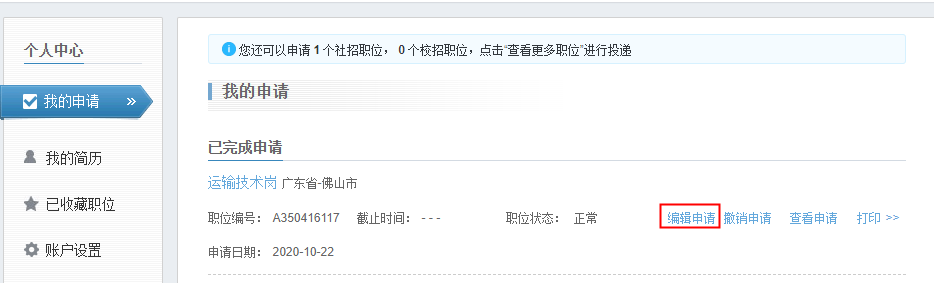 个人中心
我的申请 »
我的简历
已收藏职位
账户设置
您还可以申请 1 个社招职位， 0 个校招职位，点击“查看更多职位”进行投递
我的申请
已完成申请
运输技术岗 广东省-佛山市
职位编号： A350416117 截止时间： - - - 职位状态： 正常 编辑申请 撤销申请 查看申请 打印 >>
申请日期： 2020-10-22